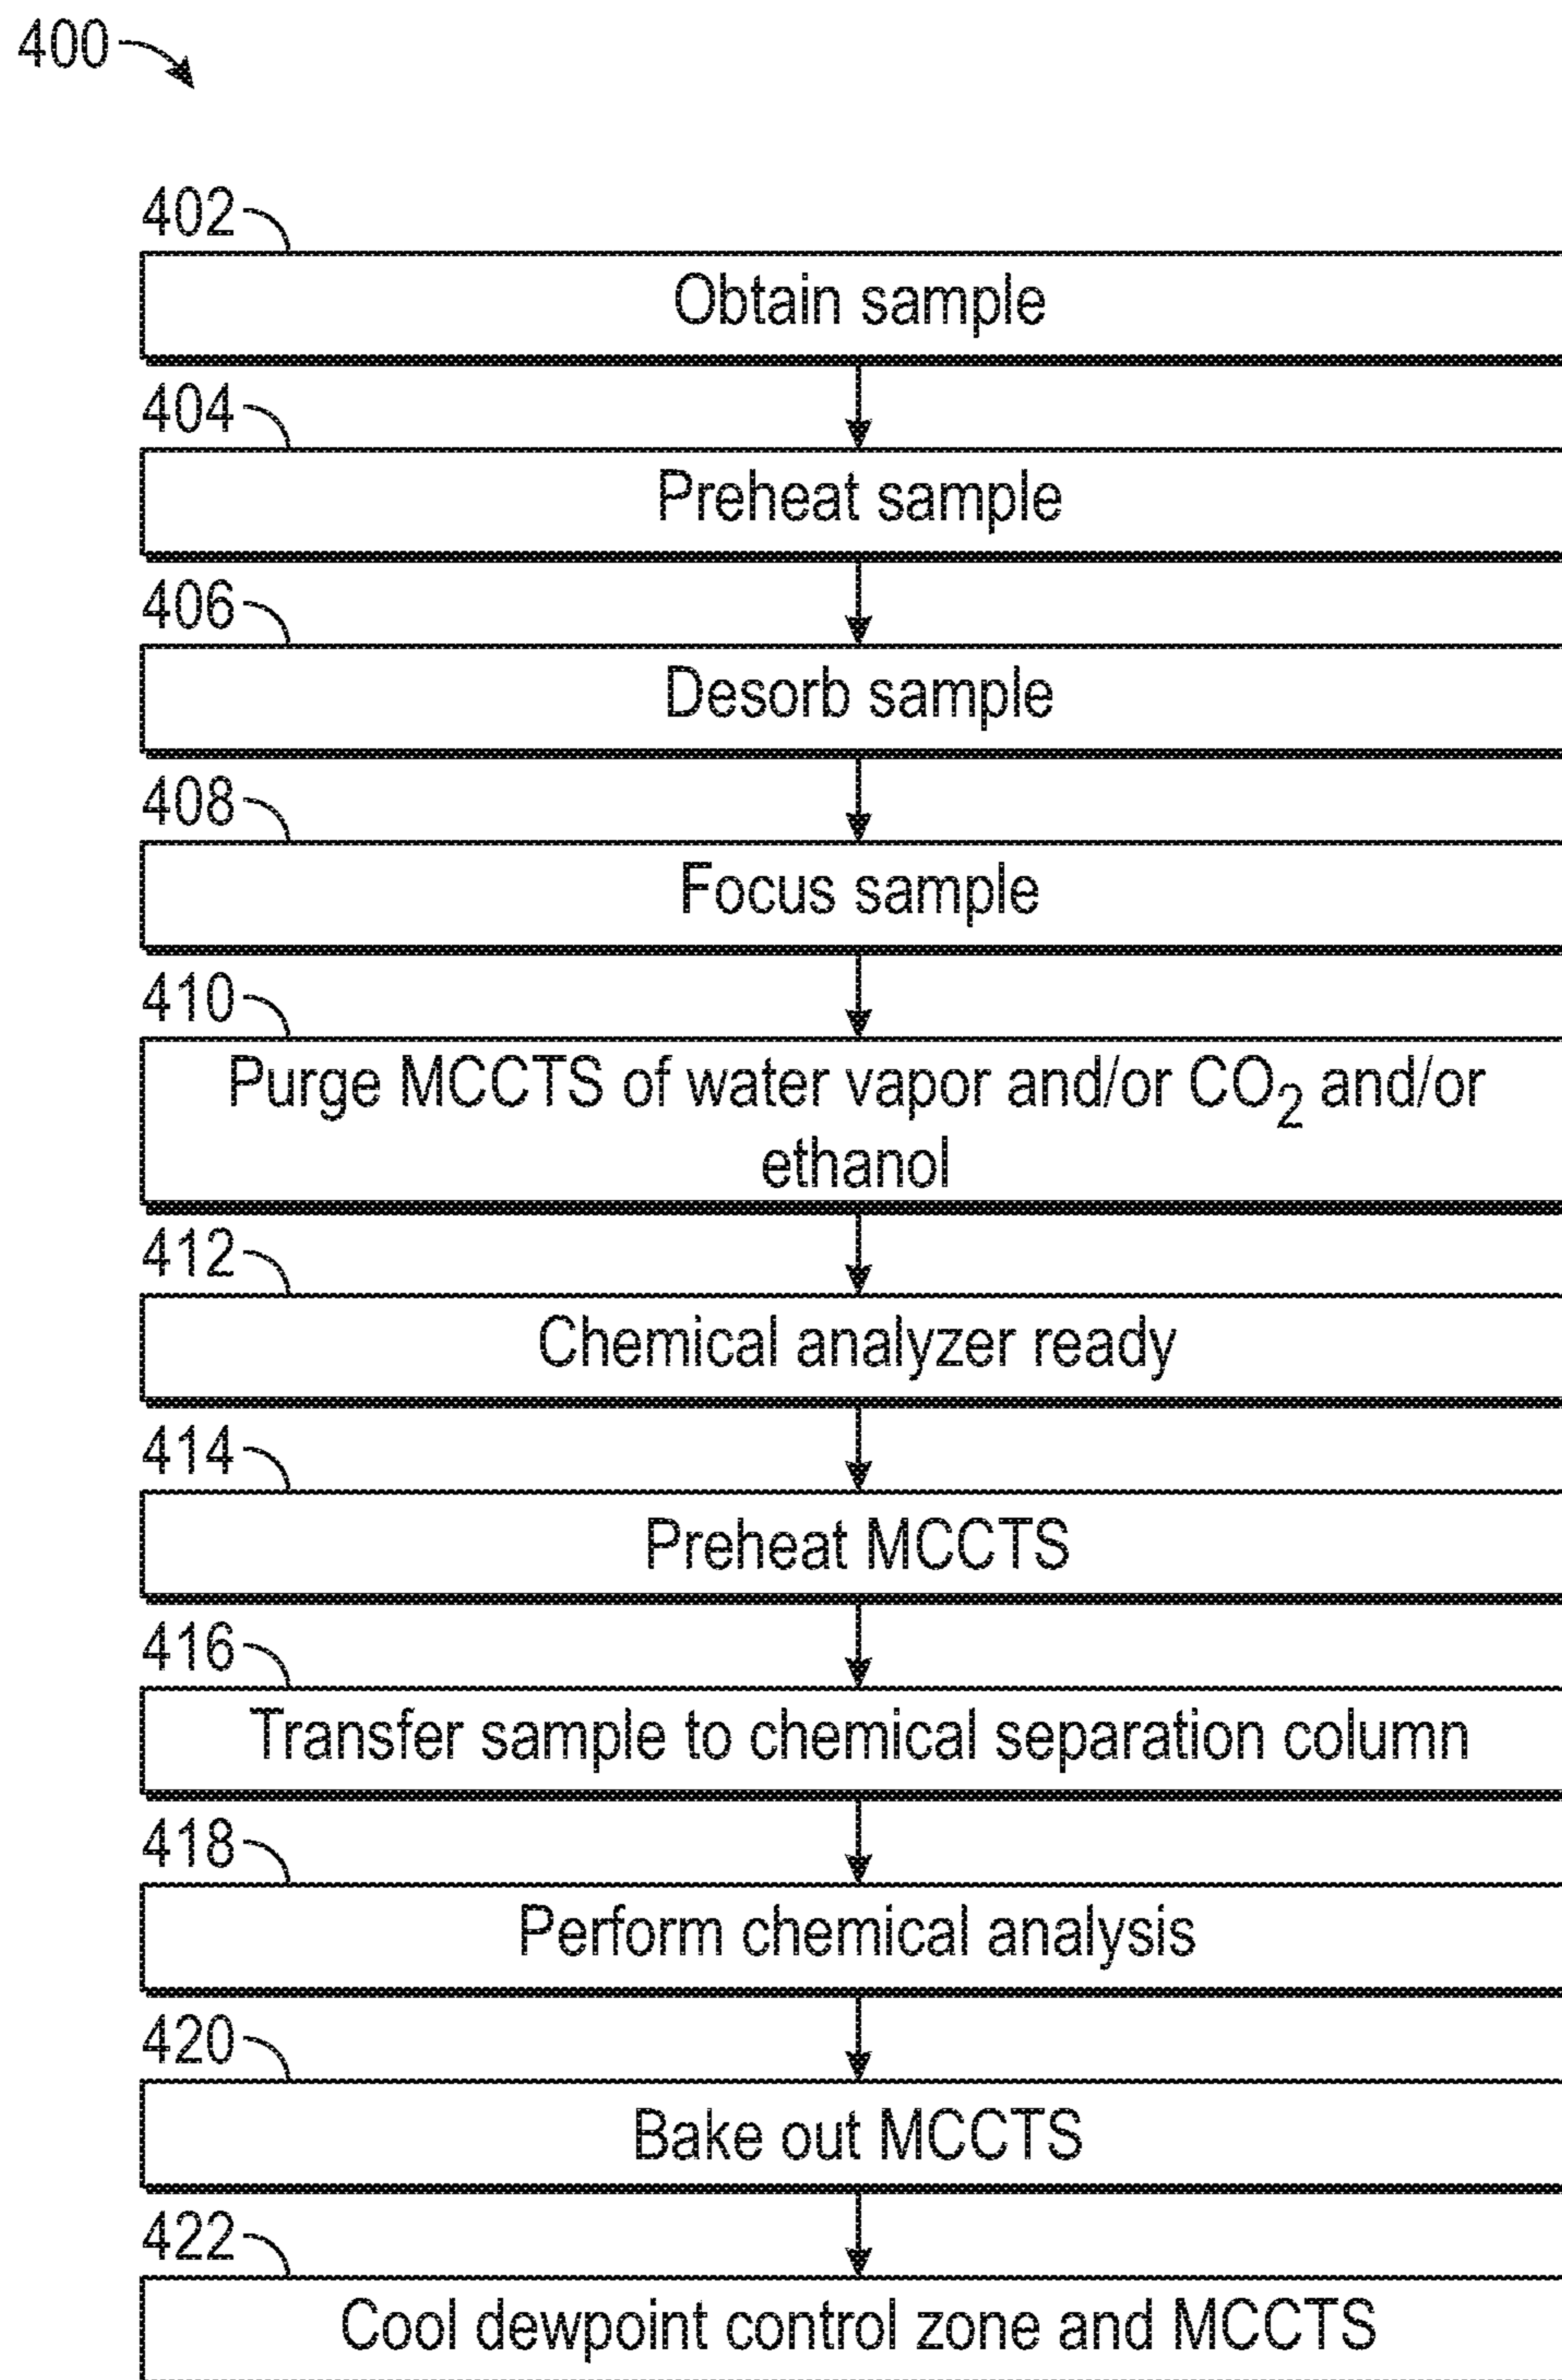 400
402
Obtain sample
404
Preheat sample
406
Desorb sample
408
Focus sample
410
Purge MCCTS of water vapor and/or CO₂ and/or
ethanol
412
Chemical analyzer ready
414
Preheat MCCTS
416
Transfer sample to chemical separation column
418
Perform chemical analysis
420
Bake out MCCTS
422
Cool dewpoint control zone and MCCTS